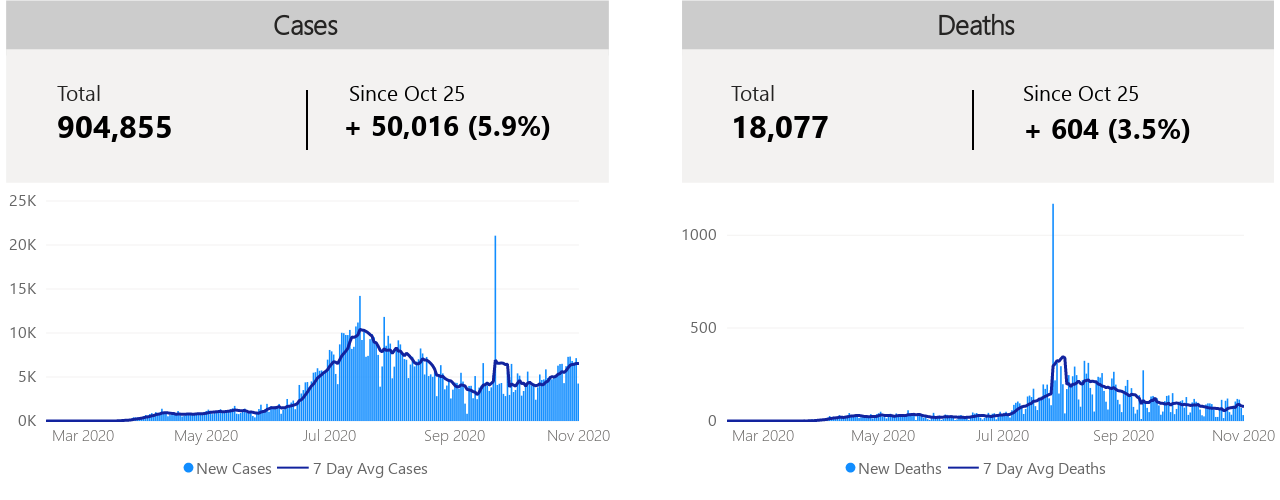 Cases
Total
904,855
Since Oct 25
+ 50,016 (5.9%)
25K
20K
15K
10K
5K
0K
Mar 2020 May 2020 Jul 2020 Sep 2020 Nov 2020
New Cases 7 Day Avg Cases
Deaths
Total
18,077
Since Oct 25
+ 604 (3.5%)
1000
500
0
Mar 2020 May 2020 Jul 2020 Sep 2020 Nov 2020
New Deaths 7 Day Avg Deaths